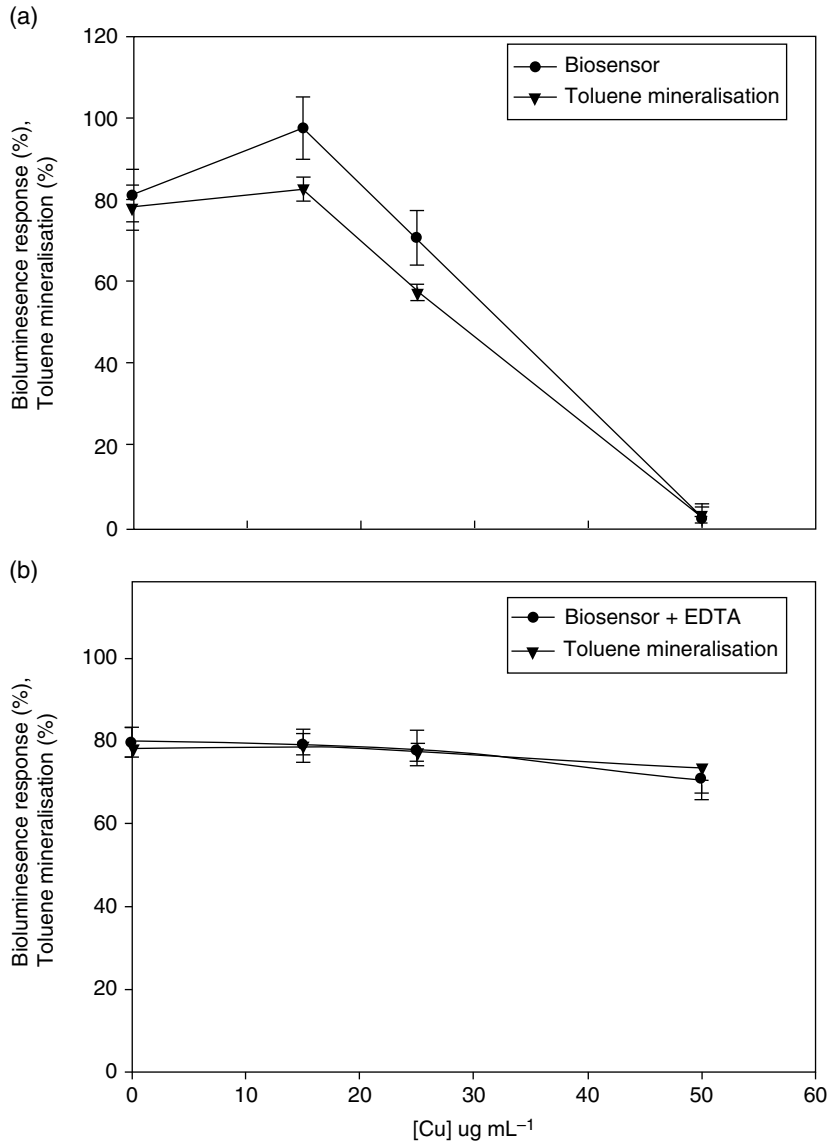 (a)
Bioluminesence response (%),
Toluene mineralisation (%)
120
100
80
60
40
20
0
Biosensor
Toluene mineralisation
(b)
Bioluminesence response (%),
Toluene mineralisation (%)
100
80
60
80
20
0
Biosensor + EDTA
Toluene mineralisation
0 10 20 30 40 50 60
[Cu] ug mL–1